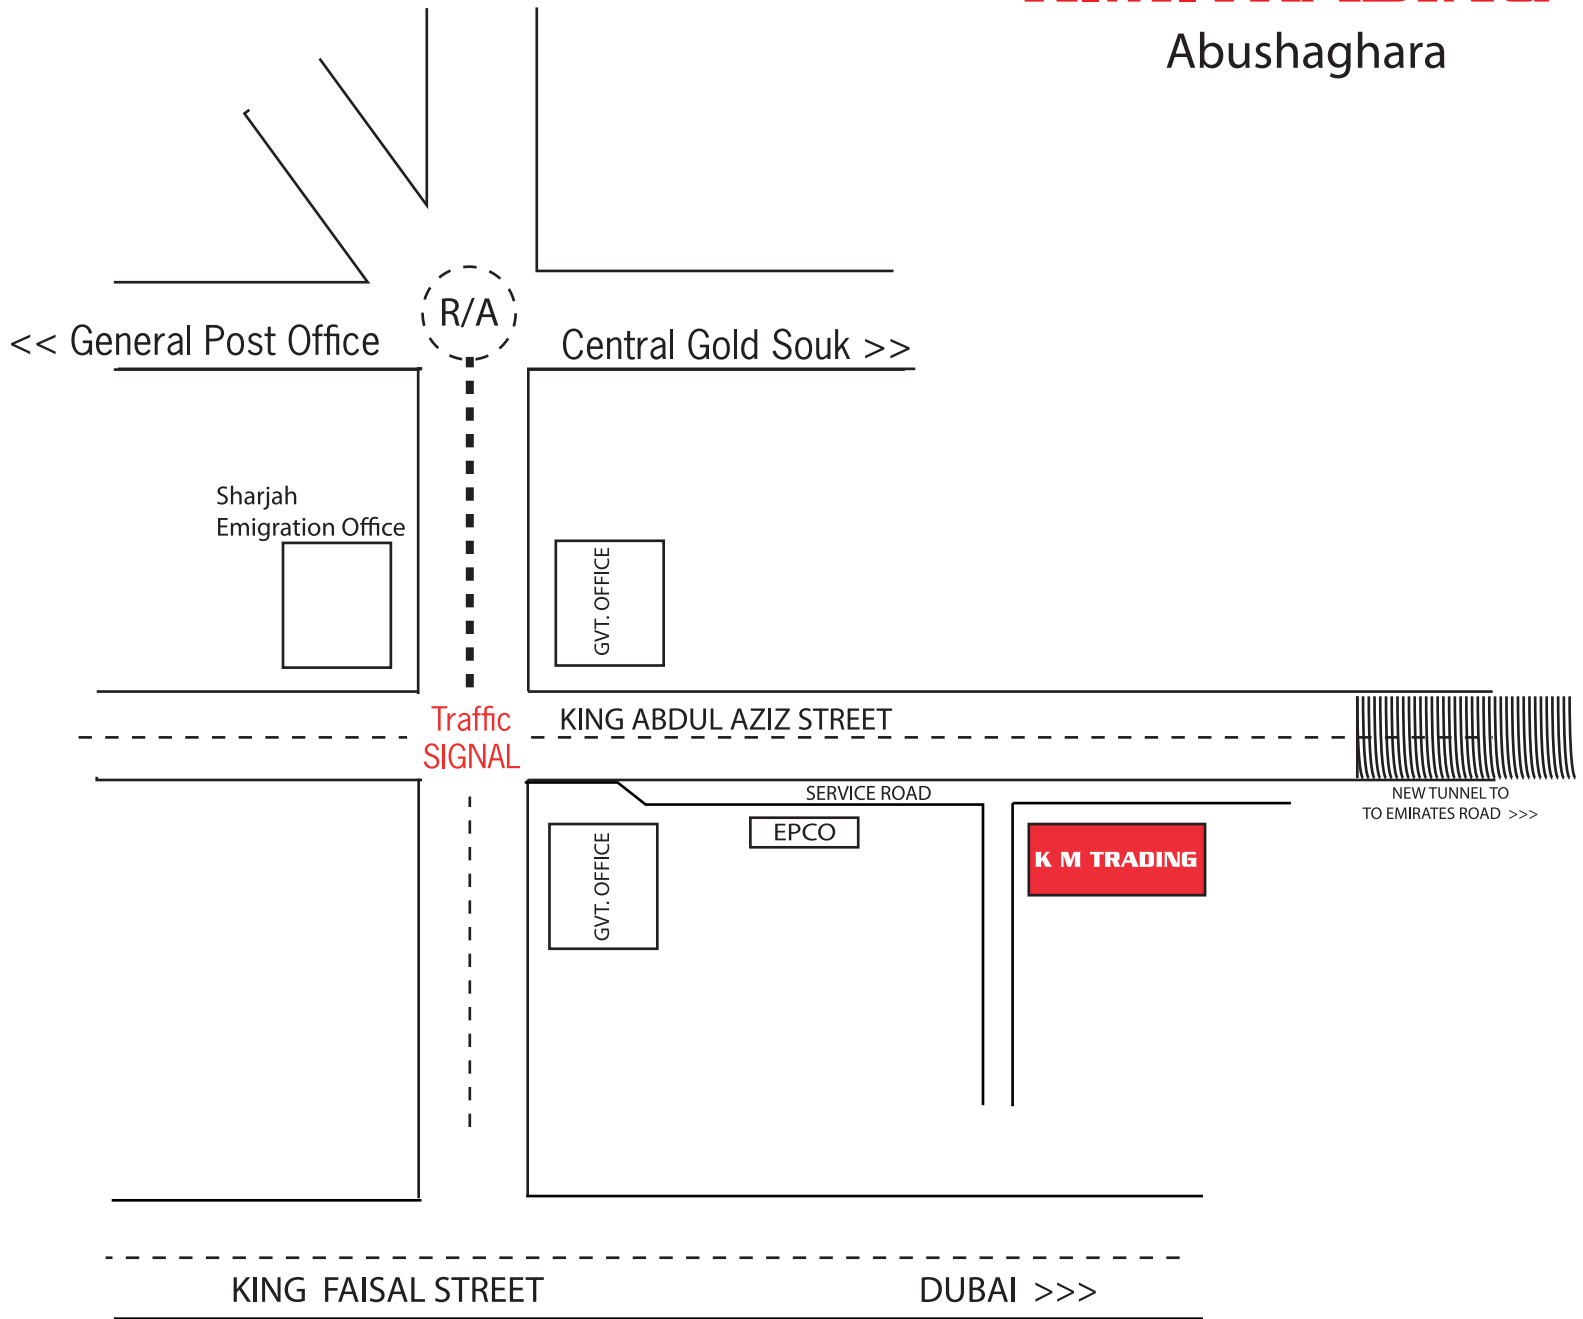 Abushaghara
R/A
<< General Post Office
Central Gold Souk >>
Sharjah
Emigration Office
GVT. OFFICE
Traffic
SIGNAL
KING ABDUL AZIZ STREET
SERVICE ROAD
NEW TUNNEL TO
TO EMIRATES ROAD >>>
EPCO
GVT. OFFICE
K M TRADING
KING FAISAL STREET
DUBAI >>>